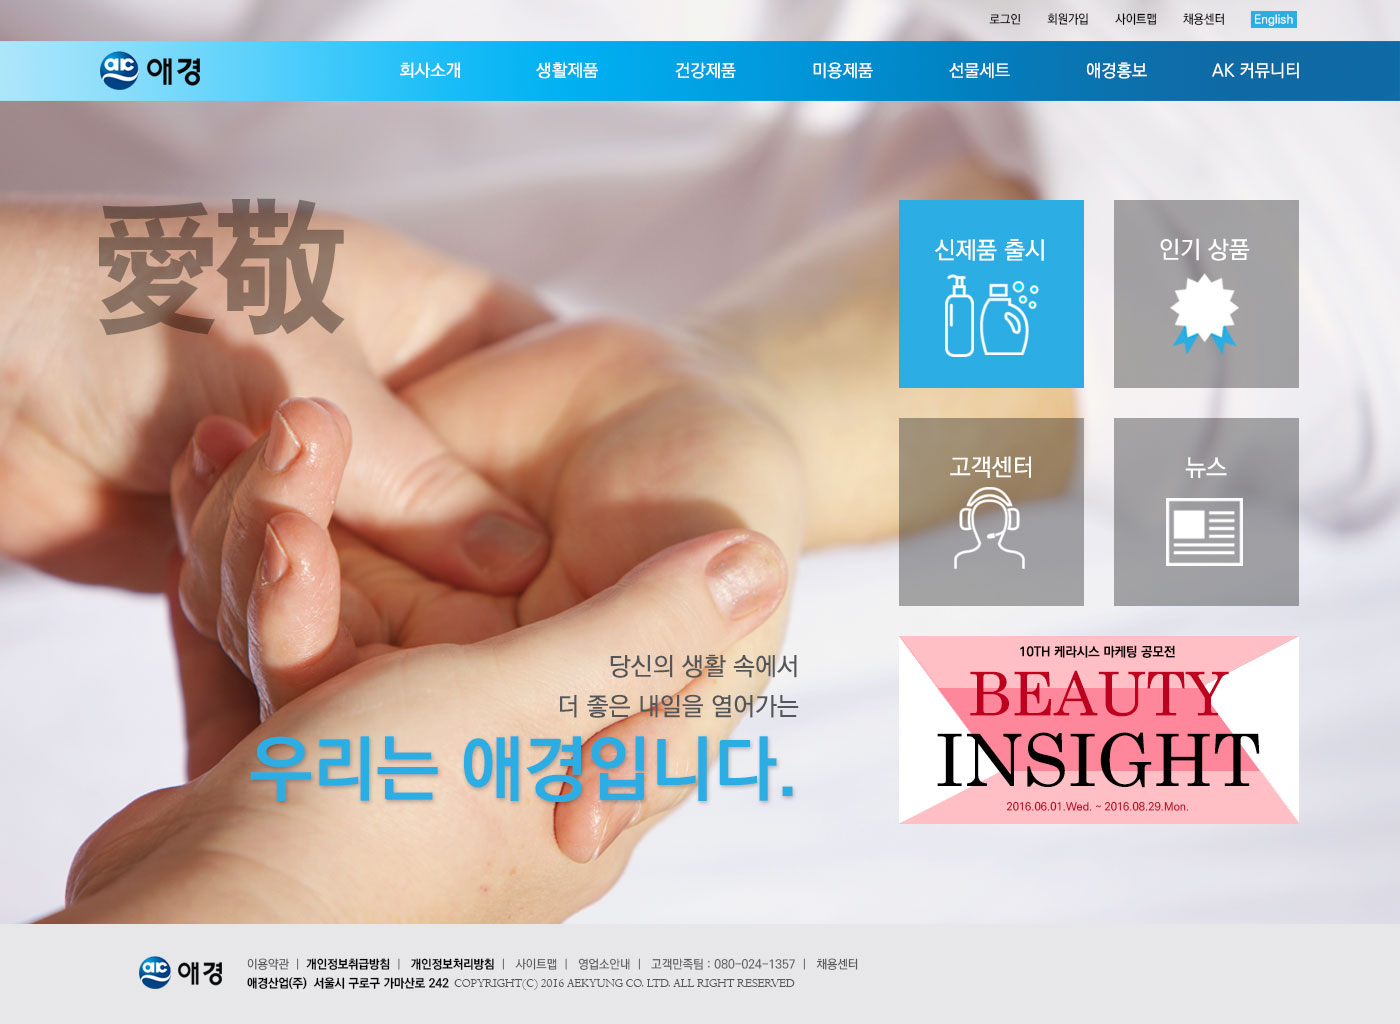 로그인 회원가입 사이트맵 채용센터 English
애경 회사소개 생활제품 건강제품 미용제품 선물세트 애경홍보 AK 커뮤니티
愛敬
신제품 출시
인기 상품
고객센터
뉴스
당신의 생활 속에서
더 좋은 내일을 열어가는
우리는 애경입니다.
10TH 케라시스 마케팅 공모전
BEAUTY
INSIGHT
2016.06.01.Wed. ~ 2016.08.29.Mon.
애경
이용약관 | 개인정보취급방침 | 개인정보처리방침 | 사이트맵 | 영업소안내 | 고객만족팀 : 080-024-1357 | 채용센터
애경산업(주) 서울시 구로구 가마산로 242 COPYRIGHT(C) 2016 AEKYUNG CO. LTD. ALL RIGHT RESERVED